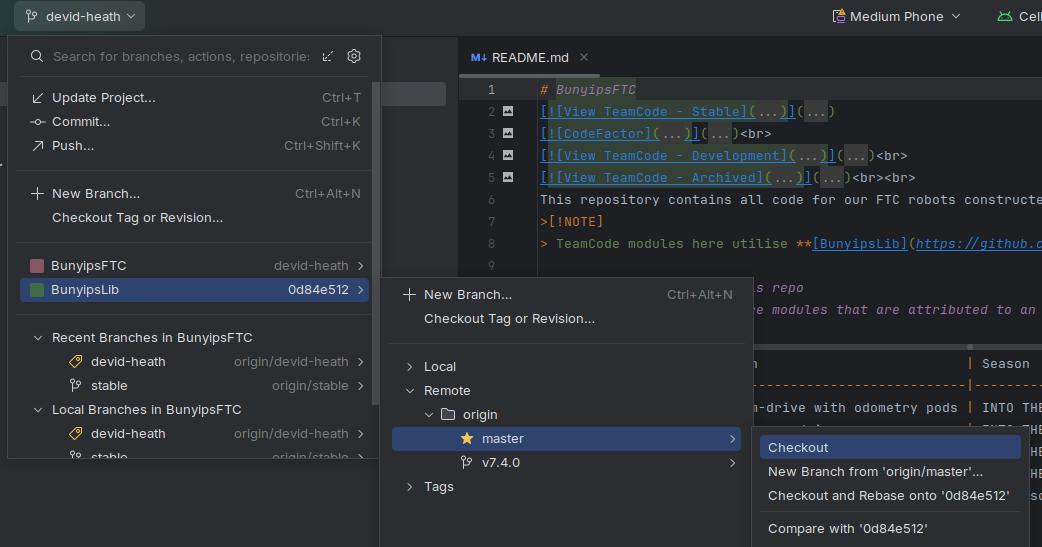 devid-heath
Medium Phone
Cell
Search for branches, actions, repositories
Update Project... Ctrl+T
Commit... Ctrl+K
Push... Ctrl+Shift+K
New Branch... Ctrl+Alt+N
Checkout Tag or Revision...
BunyipsFTC devid-heath
BunyipsLib 0d84e512
Recent Branches in BunyipsFTC
devid-heath origin/devid-heath
stable origin/stable
Local Branches in BunyipsFTC
devid-heath origin/devid-heath
stable origin/stable
New Branch... Ctrl+Alt+N
Checkout Tag or Revision...
Local
Remote
origin
master
v7.4.0
Tags
Checkout
New Branch from 'origin/master'...
Checkout and Rebase onto '0d84e512'
Compare with '0d84e512'
M↓ README.md
1 # BunyipsFTC
2 [![View TeamCode - Stable](...)](...)
3 [![CodeFactor](...)](...)<br>
4 [![View TeamCode - Development](...)](...)<br>
5 [![View TeamCode - Archived](...)](...)<br><br>
6 This repository contains all code for our FTC robots constructe
7 >[!NOTE]
8 > TeamCode modules here utilise **[BunyipsLib](https://github.c
9
s repo
e modules that are attributed to an
| Season
-------------------------|---------
m-drive with odometry pods | INTO THE